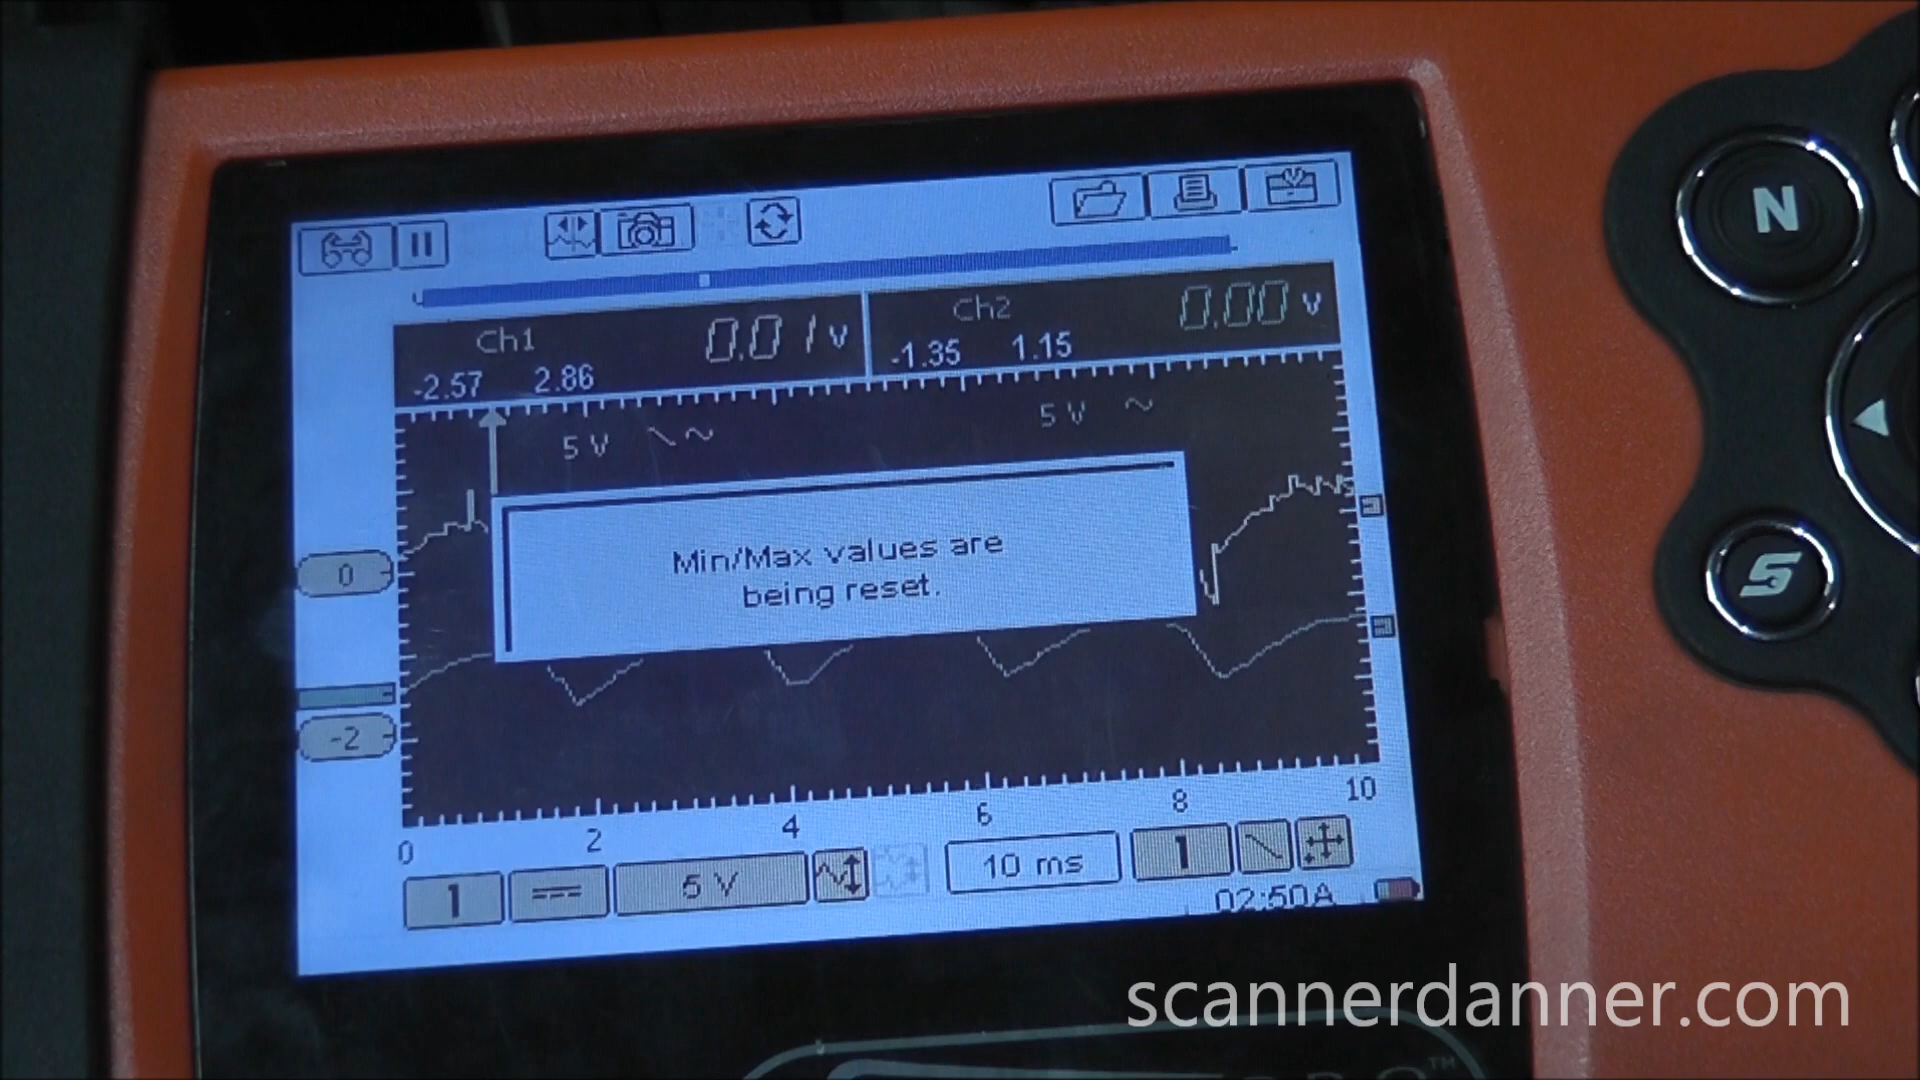 Ch1 0.01 V
-2.57 2.86
Ch2 0.00 V
-1.35 1.15
5 V
5 V
Min/Max values are
being reset.
0
-2
0 2 4 6 8 10
1 5 V 10 ms 1
02:50A
N
S
scannerdanner.com